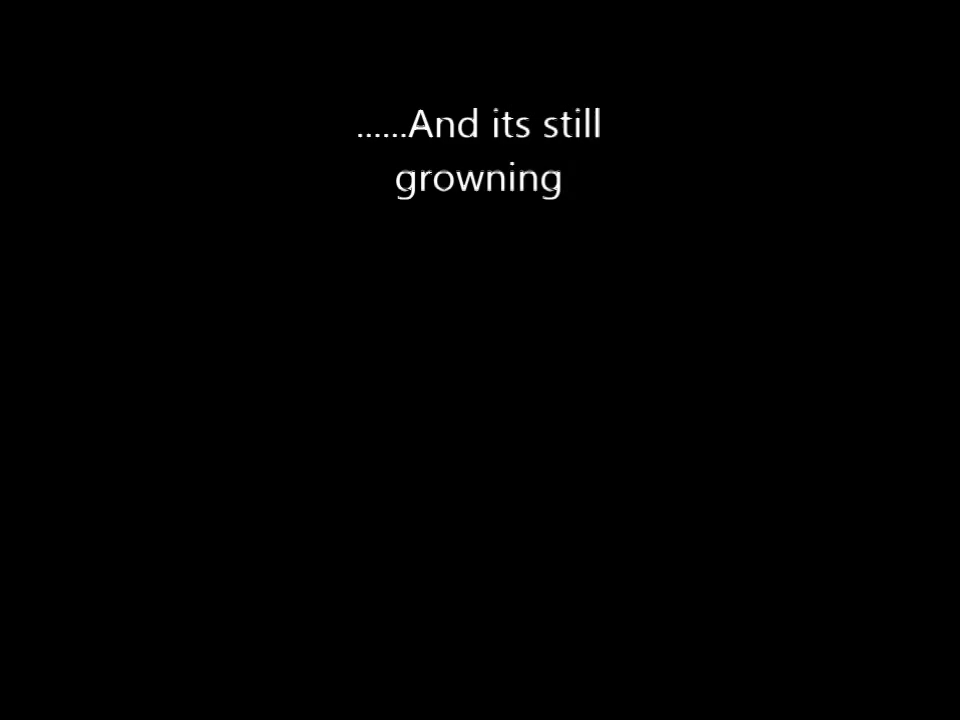 ......And its still
growning